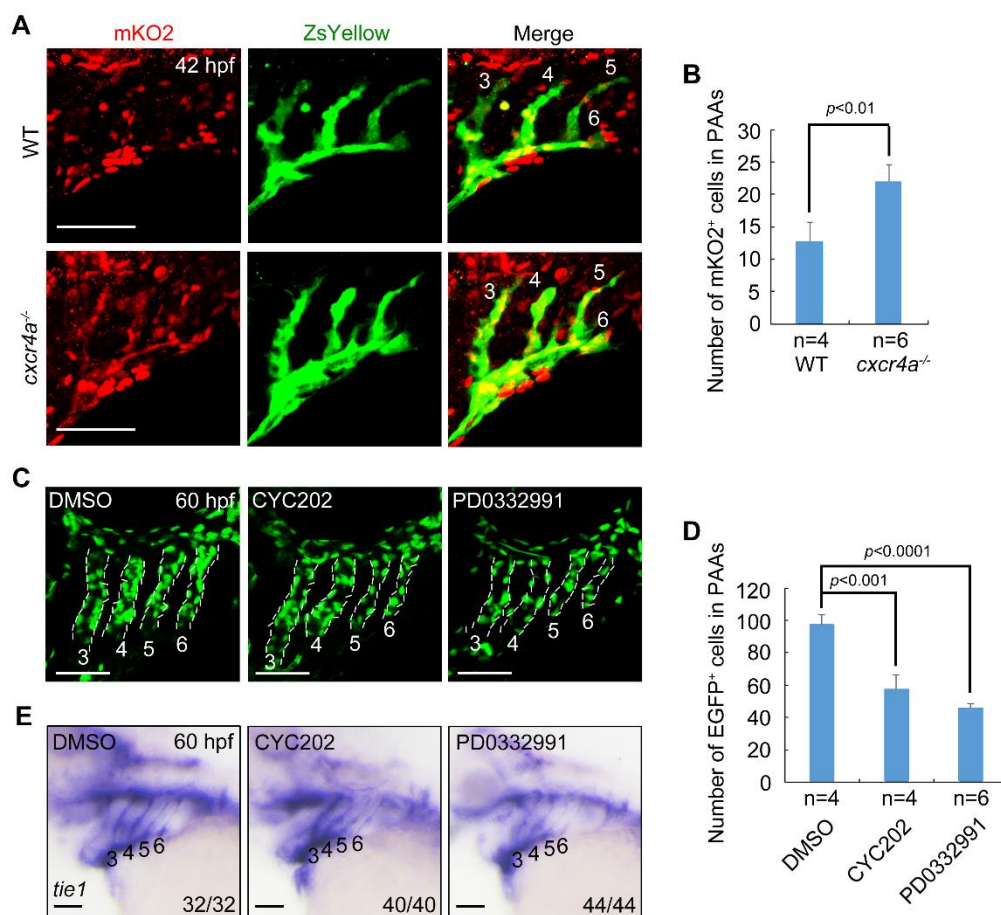 A
mKO2
ZsYellow
Merge
42 hpf
WT
3
4
5
6
cxcr4a-/-
3
4
5
6
B
Number of mKO2+ cells in PAAs
p<0.01
30
25
20
15
10
5
0
n=4
n=6
WT
cxcr4a-/-
C
DMSO
60 hpf
CYC202
PD0332991
3
4
5
6
3
4
5
6
3
4
5
6
D
Number of EGFP+ cells in PAAs
p<0.0001
p<0.001
120
100
80
60
40
20
0
n=4
n=4
n=6
DMSO
CYC202
PD0332991
E
DMSO
60 hpf
CYC202
PD0332991
3 4 5 6
3 4 5 6
3 4 5 6
tie1
32/32
40/40
44/44